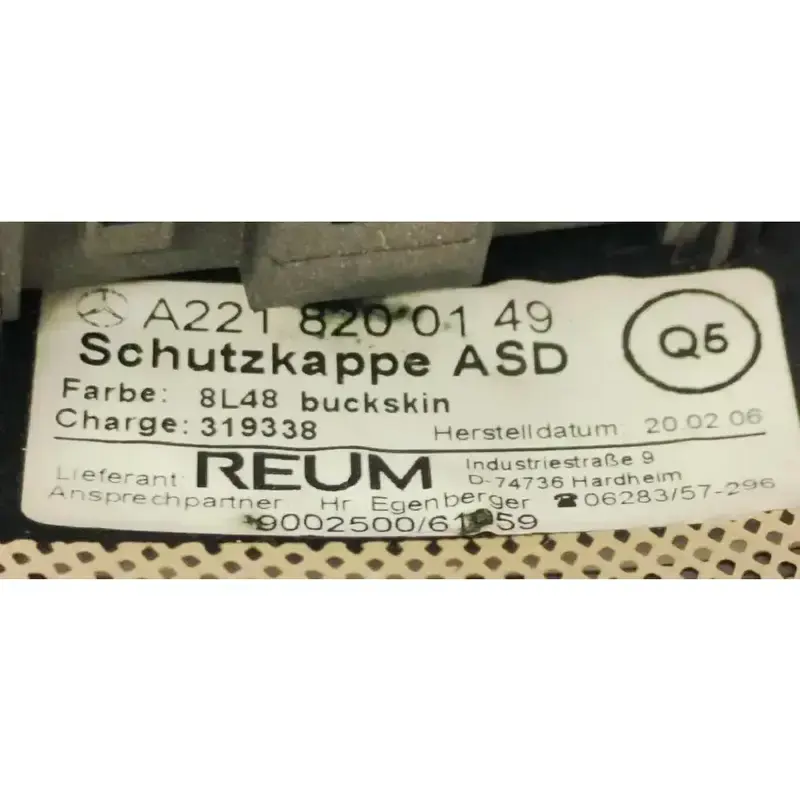 A221 820 01 49
Schutzkappe ASD
Q5
Farbe: 8L48 buckskin
Charge: 319338
Herstelldatum 20.02.06
Lieferant: REUM
Industriestraße 9
D-74736 Hardheim
Ansprechpartner Hr Egenberger ☎06283/57-296